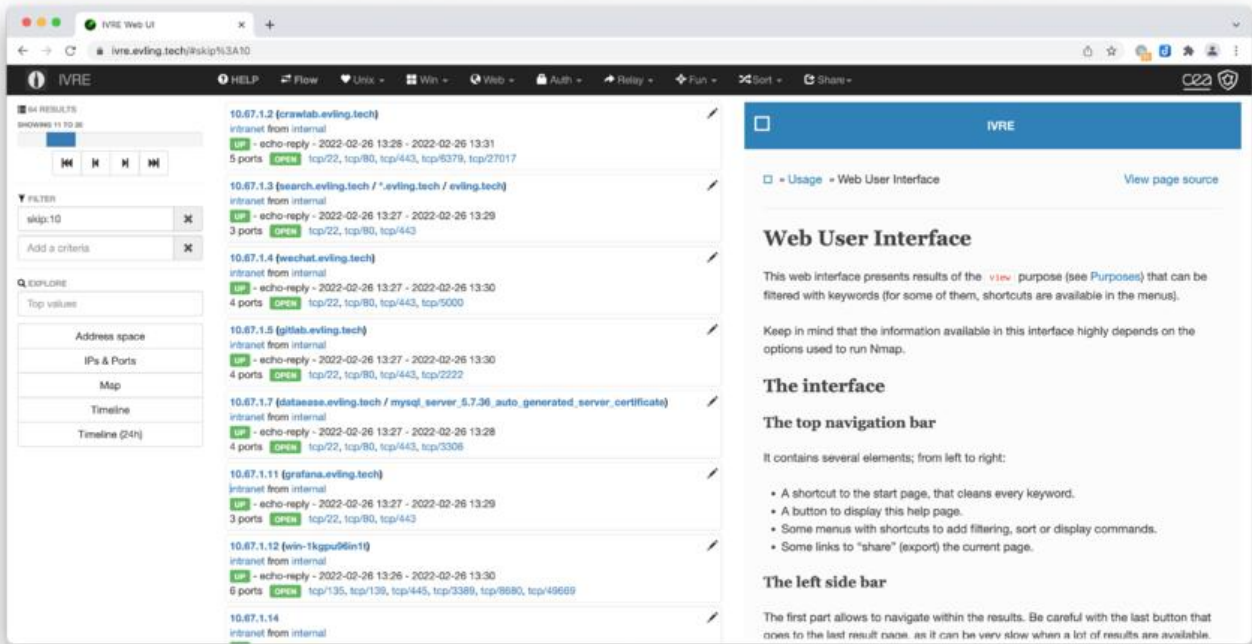 IVRE Web UI
ivre.evling.tech/#skip%3A10
IVRE
HELP Flow Unix Win Web Auth Relay Fun Sort Share
cea
64 RESULTS
SHOWING 11 TO 20
FILTER
skip:10
Add a criteria
EXPLORE
Top values
Address space
IPs & Ports
Map
Timeline
Timeline (24h)
10.67.1.2 (crawlab.evling.tech)
intranet from internal
UP - echo-reply - 2022-02-26 13:28 - 2022-02-26 13:31
5 ports OPEN tcp/22, tcp/80, tcp/443, tcp/6379, tcp/27017
10.67.1.3 (search.evling.tech / *.evling.tech / evling.tech)
intranet from internal
UP - echo-reply - 2022-02-26 13:27 - 2022-02-26 13:29
3 ports OPEN tcp/22, tcp/80, tcp/443
10.67.1.4 (wechat.evling.tech)
intranet from internal
UP - echo-reply - 2022-02-26 13:27 - 2022-02-26 13:30
4 ports OPEN tcp/22, tcp/80, tcp/443, tcp/5000
10.67.1.5 (gitlab.evling.tech)
intranet from internal
UP - echo-reply - 2022-02-26 13:27 - 2022-02-26 13:30
4 ports OPEN tcp/22, tcp/80, tcp/443, tcp/2222
10.67.1.7 (dataease.evling.tech / mysql_server_5.7.36_auto_generated_server_certificate)
intranet from internal
UP - echo-reply - 2022-02-26 13:27 - 2022-02-26 13:28
4 ports OPEN tcp/22, tcp/80, tcp/443, tcp/3306
10.67.1.11 (grafana.evling.tech)
intranet from internal
UP - echo-reply - 2022-02-26 13:27 - 2022-02-26 13:29
3 ports OPEN tcp/22, tcp/80, tcp/443
10.67.1.12 (win-1kgpu96in1t)
intranet from internal
UP - echo-reply - 2022-02-26 13:26 - 2022-02-26 13:30
6 ports OPEN tcp/135, tcp/139, tcp/445, tcp/3389, tcp/8680, tcp/49669
10.67.1.14
intranet from internal
IVRE
» Usage » Web User Interface View page source
Web User Interface
This web interface presents results of the view purpose (see Purposes) that can be
filtered with keywords (for some of them, shortcuts are available in the menus).
Keep in mind that the information available in this interface highly depends on the
options used to run Nmap.
The interface
The top navigation bar
It contains several elements; from left to right:
• A shortcut to the start page, that cleans every keyword.
• A button to display this help page.
• Some menus with shortcuts to add filtering, sort or display commands.
• Some links to "share" (export) the current page.
The left side bar
The first part allows to navigate within the results. Be careful with the last button that
goes to the last result page, as it can be very slow when a lot of results are available.